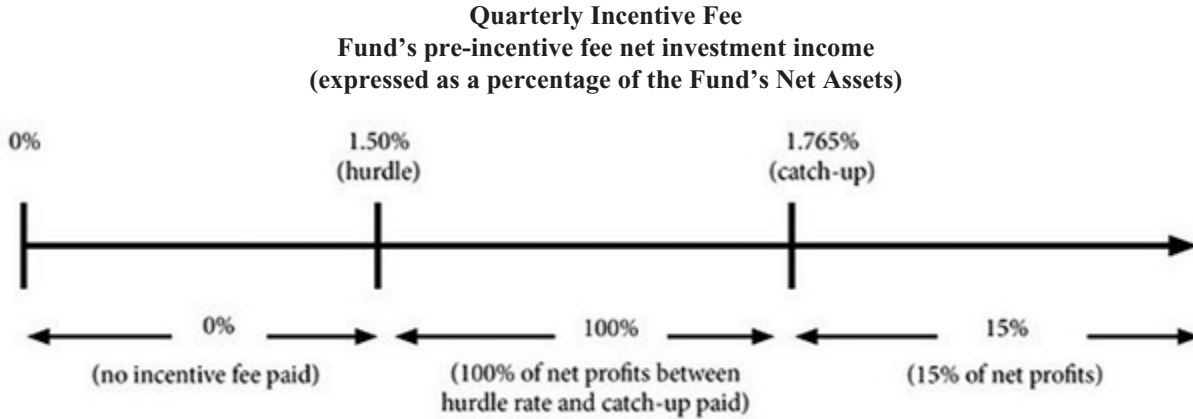 Quarterly Incentive Fee
Fund’s pre-incentive fee net investment income
(expressed as a percentage of the Fund’s Net Assets)
0%
1.50%
(hurdle)
1.765%
(catch-up)
0%
(no incentive fee paid)
100%
(100% of net profits between
hurdle rate and catch-up paid)
15%
(15% of net profits)